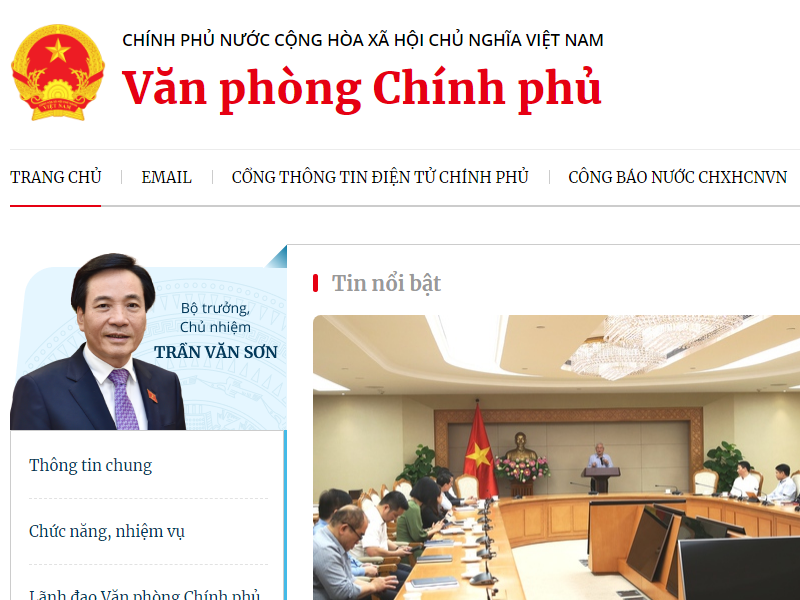 CHÍNH PHỦ NƯỚC CỘNG HÒA XÃ HỘI CHỦ NGHĨA VIỆT NAM
Văn phòng Chính phủ
VIỆT NAM
TRANG CHỦ
EMAIL
CỔNG THÔNG TIN ĐIỆN TỬ CHÍNH PHỦ
CÔNG BÁO NƯỚC CHXHCNVN
Bộ trưởng,
Chủ nhiệm
TRẦN VĂN SƠN
Thông tin chung
Chức năng, nhiệm vụ
Lãnh đạo Văn phòng Chính phủ
Tin nổi bật